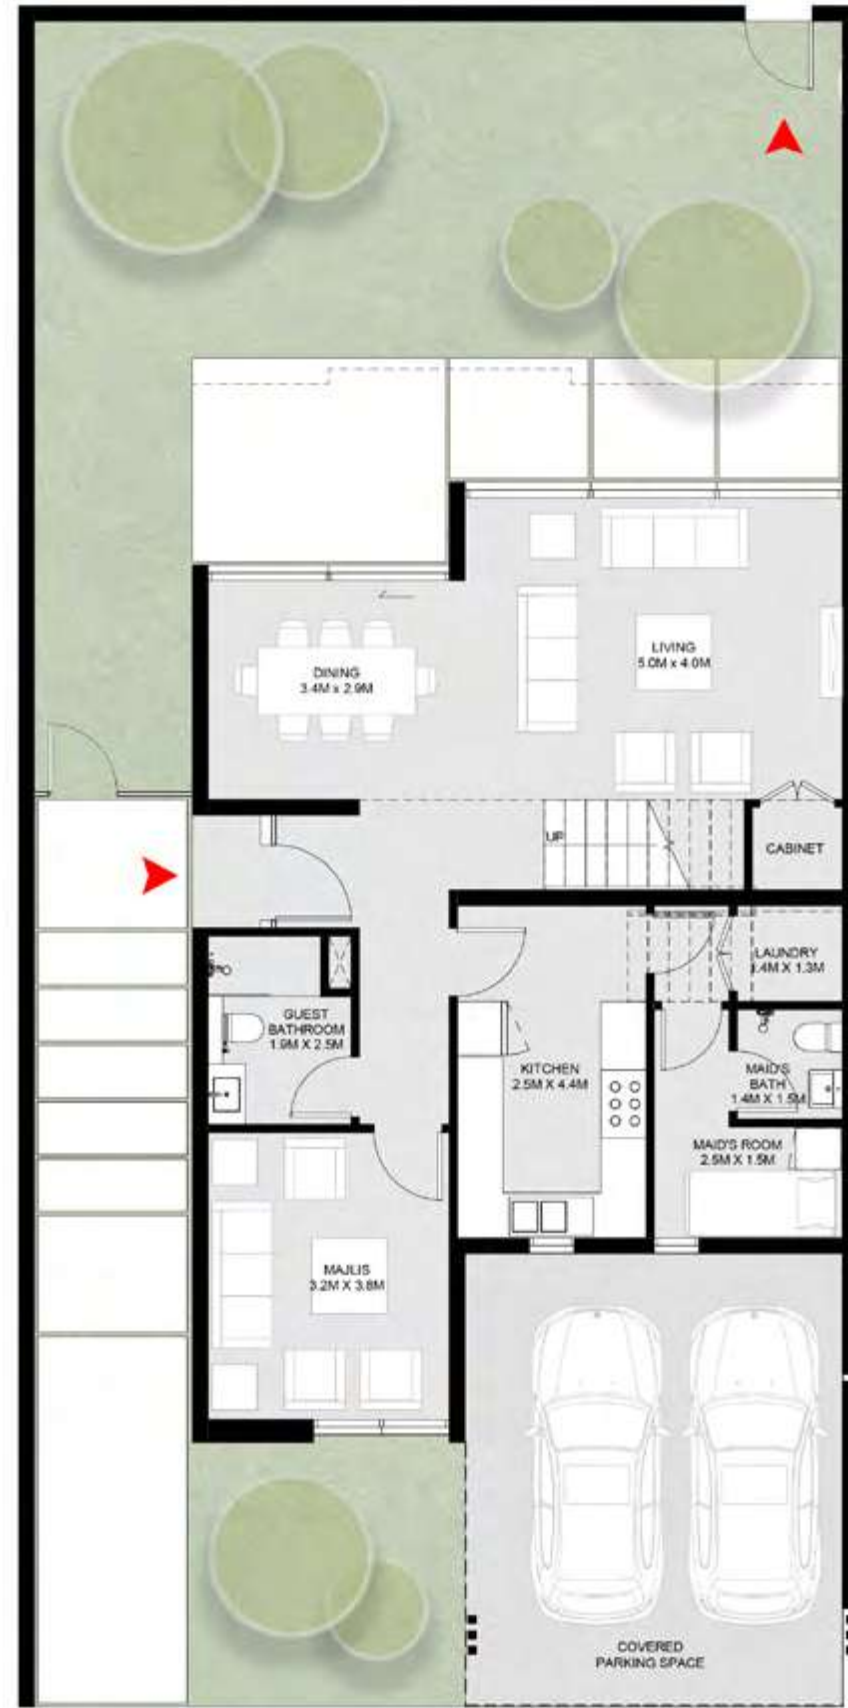 LIVING
5.0M x 4.0M
DINING
3.4M x 2.9M
UP
CABINET
LAUNDRY
1.4M X 1.3M
GUEST
BATHROOM
1.9M X 2.5M
KITCHEN
2.5M X 4.4M
MAID'S
BATH
1.4M X 1.5M
MAID'S ROOM
2.5M X 1.5M
MAJLIS
3.2M X 3.8M
COVERED
PARKING SPACE